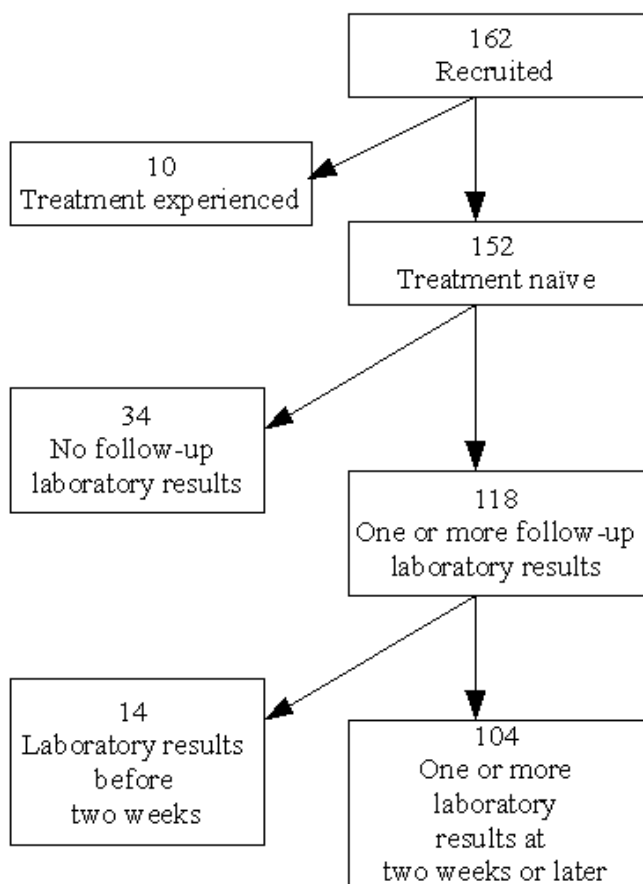 162
Recruited
10
Treatment experienced
152
Treatment naïve
34
No follow-up
laboratory results
118
One or more follow-up
laboratory results
14
Laboratory results
before
two weeks
104
One or more
laboratory
results at
two weeks or later